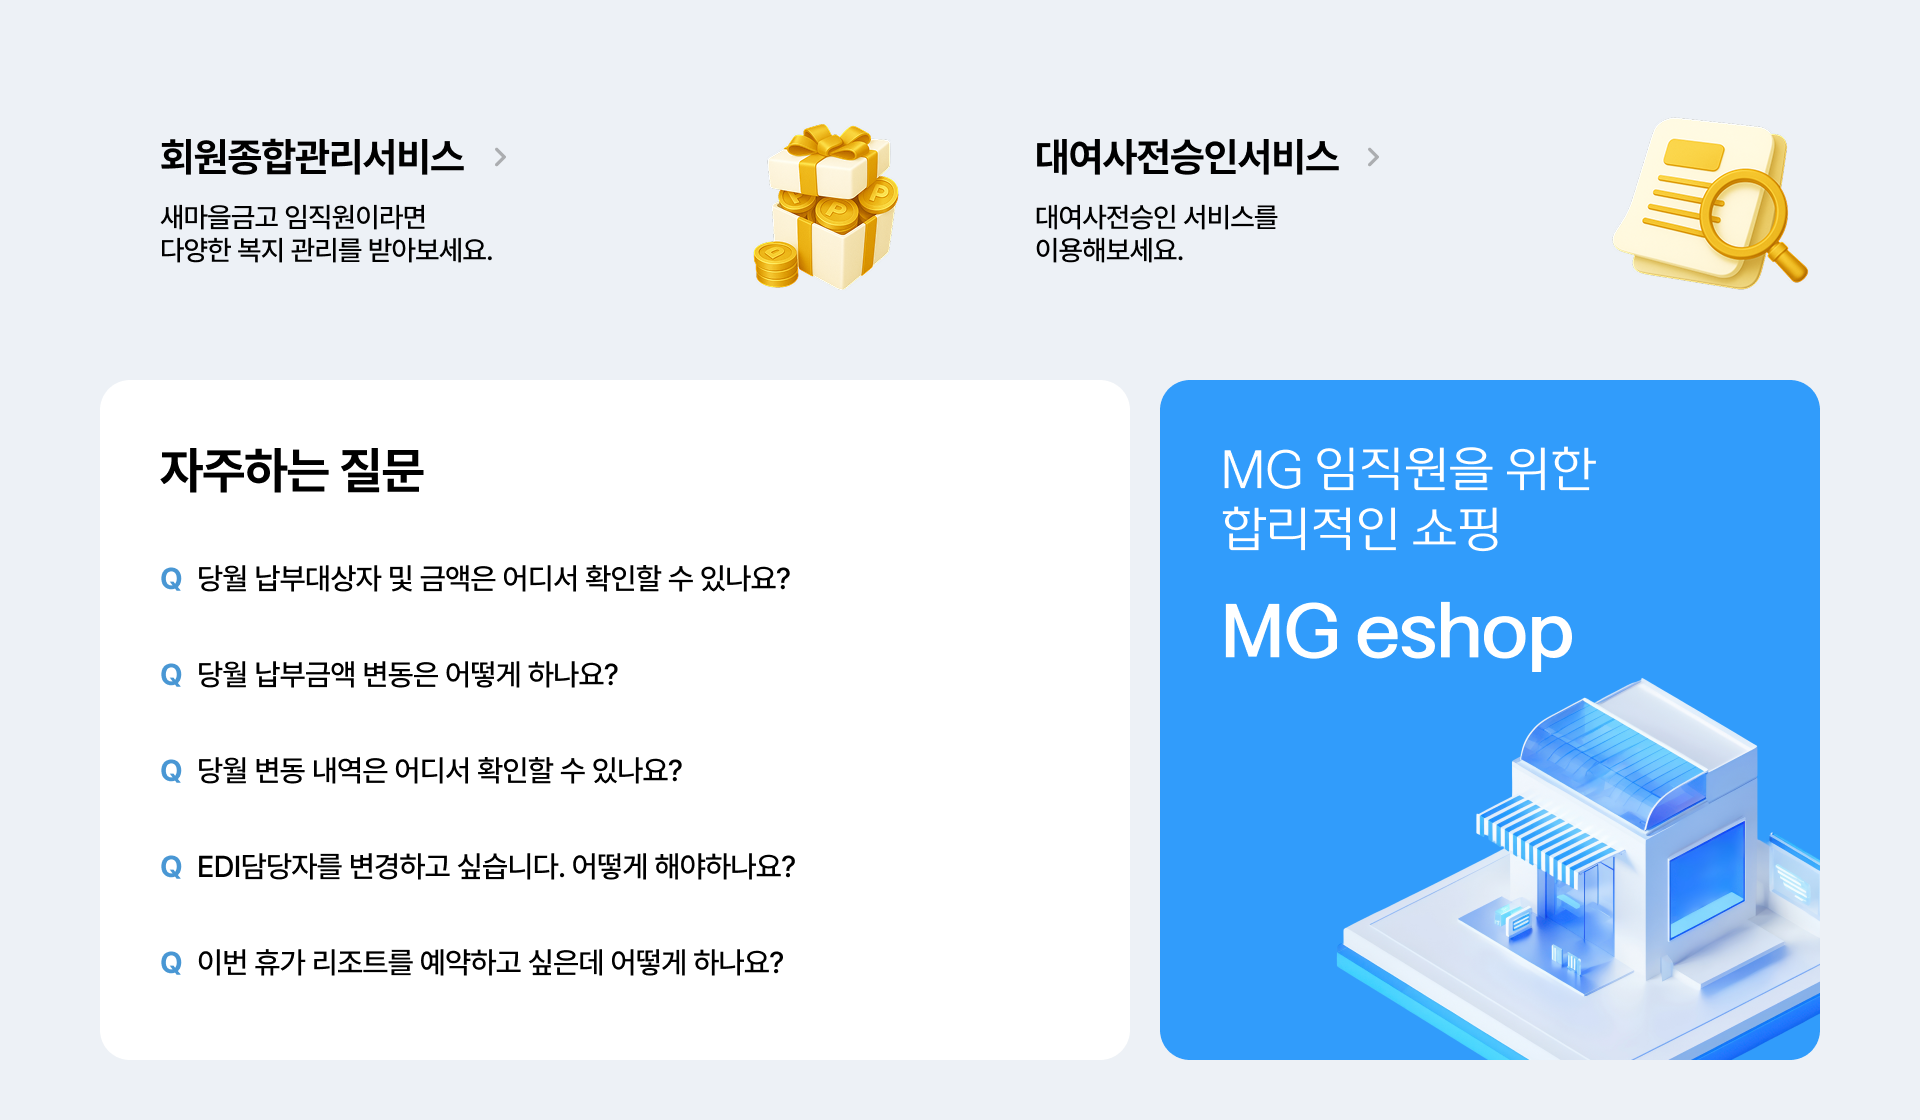 회원종합관리서비스
새마을금고 임직원이라면
다양한 복지 관리를 받아보세요.
대여사전승인서비스
대여사전승인 서비스를
이용해보세요.
자주하는 질문
Q 당월 납부대상자 및 금액은 어디서 확인할 수 있나요?
Q 당월 납부금액 변동은 어떻게 하나요?
Q 당월 변동 내역은 어디서 확인할 수 있나요?
Q EDI담당자를 변경하고 싶습니다. 어떻게 해야하나요?
Q 이번 휴가 리조트를 예약하고 싶은데 어떻게 하나요?
MG 임직원을 위한
합리적인 쇼핑
MG eshop